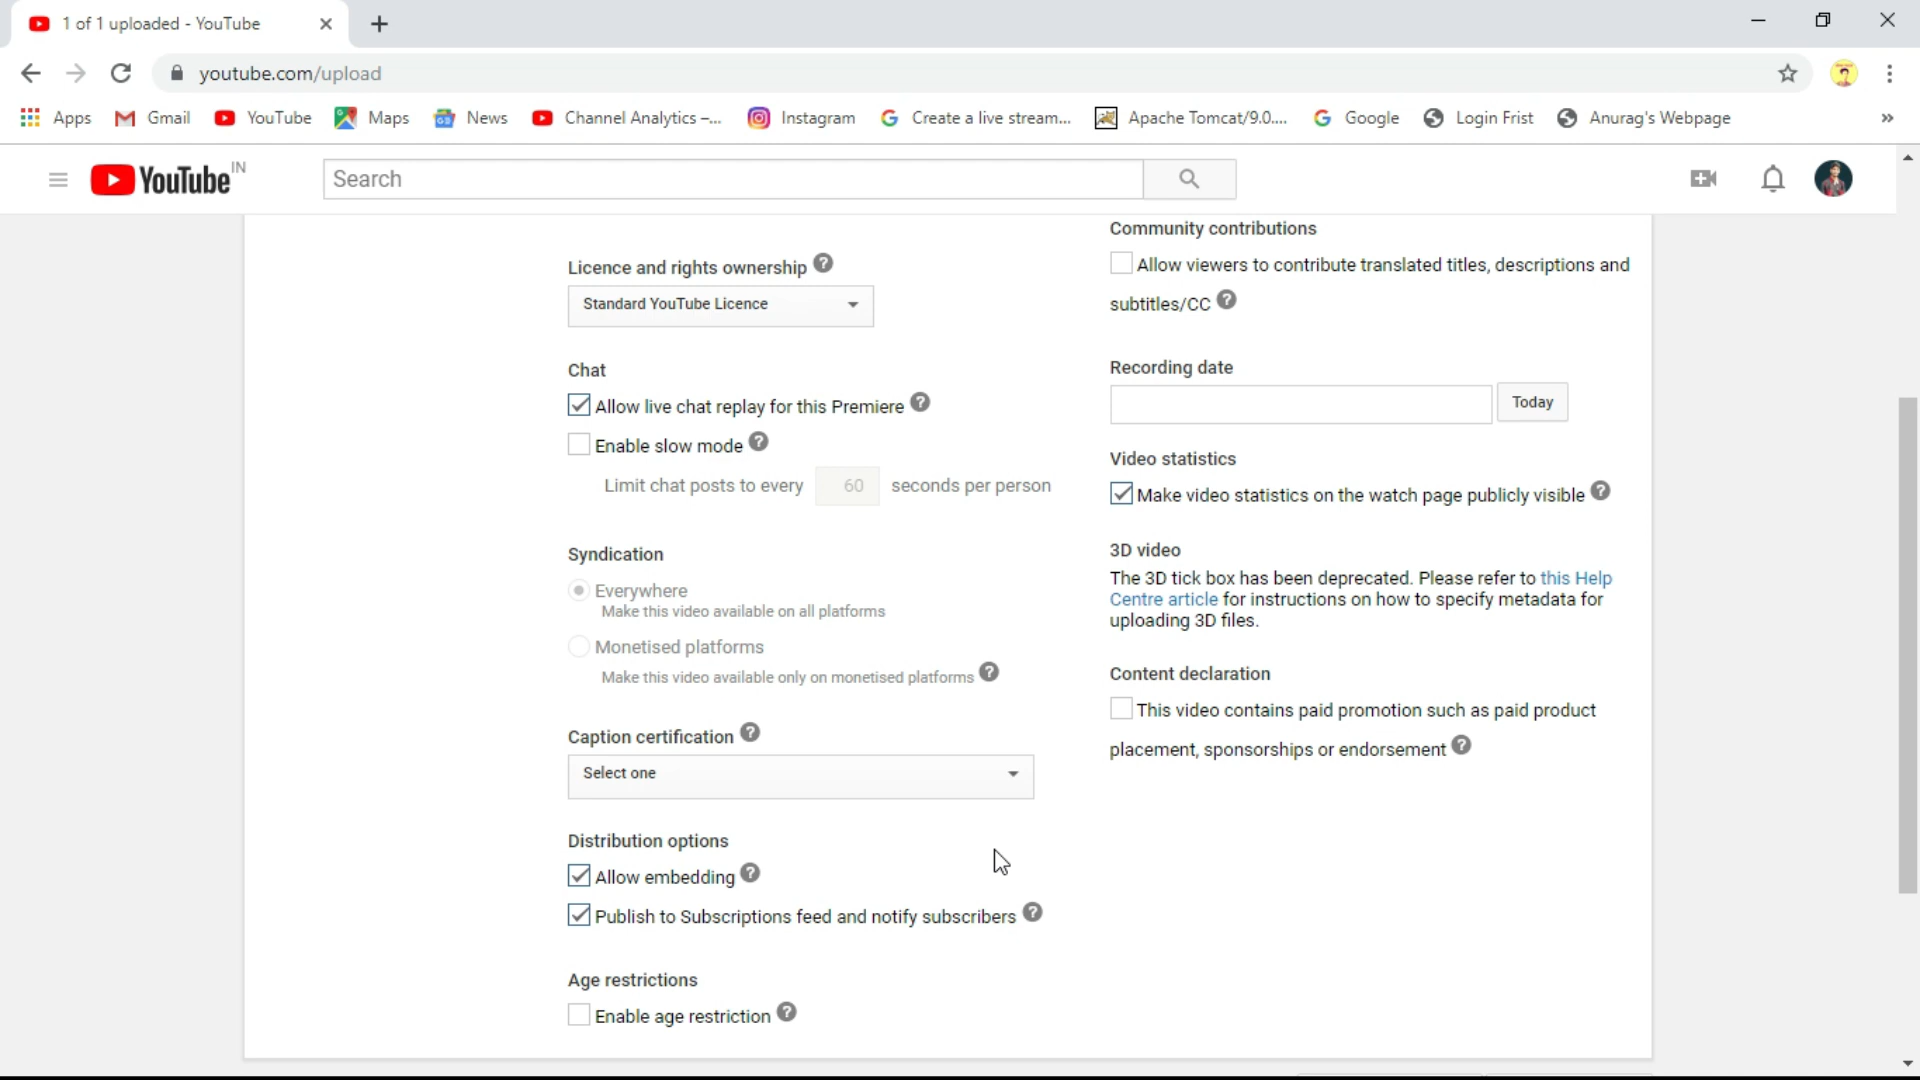 1 of 1 uploaded - YouTube
youtube.com/upload
Apps Gmail YouTube Maps News Channel Analytics –... Instagram Create a live stream... Apache Tomcat/9.0.... Google Login Frist Anurag's Webpage »
YouTube IN Search
Licence and rights ownership ?
Standard YouTube Licence
Chat
Allow live chat replay for this Premiere ?
Enable slow mode ?
Limit chat posts to every 60 seconds per person
Syndication
Everywhere
Make this video available on all platforms
Monetised platforms
Make this video available only on monetised platforms ?
Caption certification ?
Select one
Distribution options
Allow embedding ?
Publish to Subscriptions feed and notify subscribers ?
Age restrictions
Enable age restriction ?
Community contributions
Allow viewers to contribute translated titles, descriptions and
subtitles/CC ?
Recording date
Today
Video statistics
Make video statistics on the watch page publicly visible ?
3D video
The 3D tick box has been deprecated. Please refer to this Help
Centre article for instructions on how to specify metadata for
uploading 3D files.
Content declaration
This video contains paid promotion such as paid product
placement, sponsorships or endorsement ?